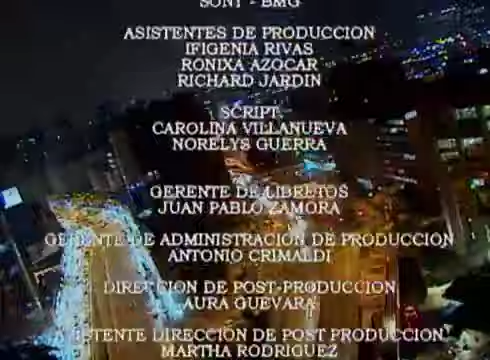 SONY - BMG
ASISTENTES DE PRODUCCION
IFIGENIA RIVAS
RONIXA AZOCAR
RICHARD JARDIN
SCRIPT
CAROLINA VILLANUEVA
NORELYS GUERRA
GERENTE DE LIBRETOS
JUAN PABLO ZAMORA
GERENTE DE ADMINISTRACION DE PRODUCCION
ANTONIO CRIMALDI
DIRECCION DE POST-PRODUCCION
AURA GUEVARA
ASISTENTE DIRECCION DE POST PRODUCCION
MARTHA RODRIGUEZ